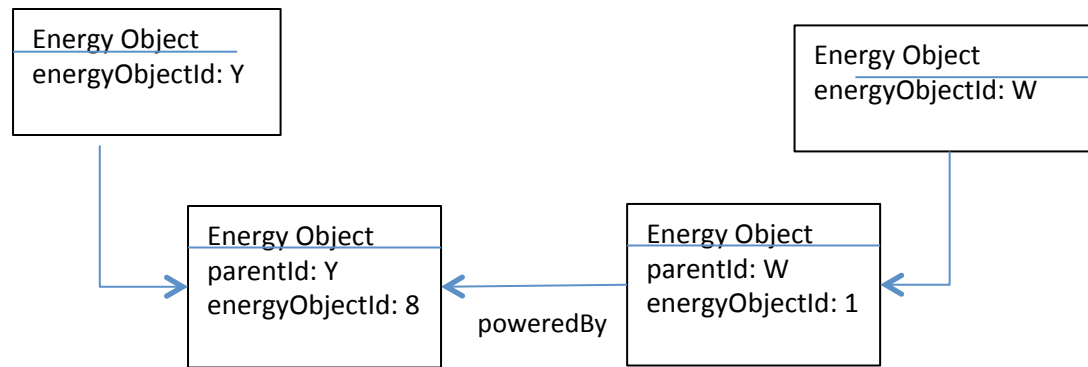 Energy Object
energyObjectId: Y
Energy Object
energyObjectId: W
Energy Object
parentId: Y
energyObjectId: 8
poweredBy
Energy Object
parentId: W
energyObjectId: 1